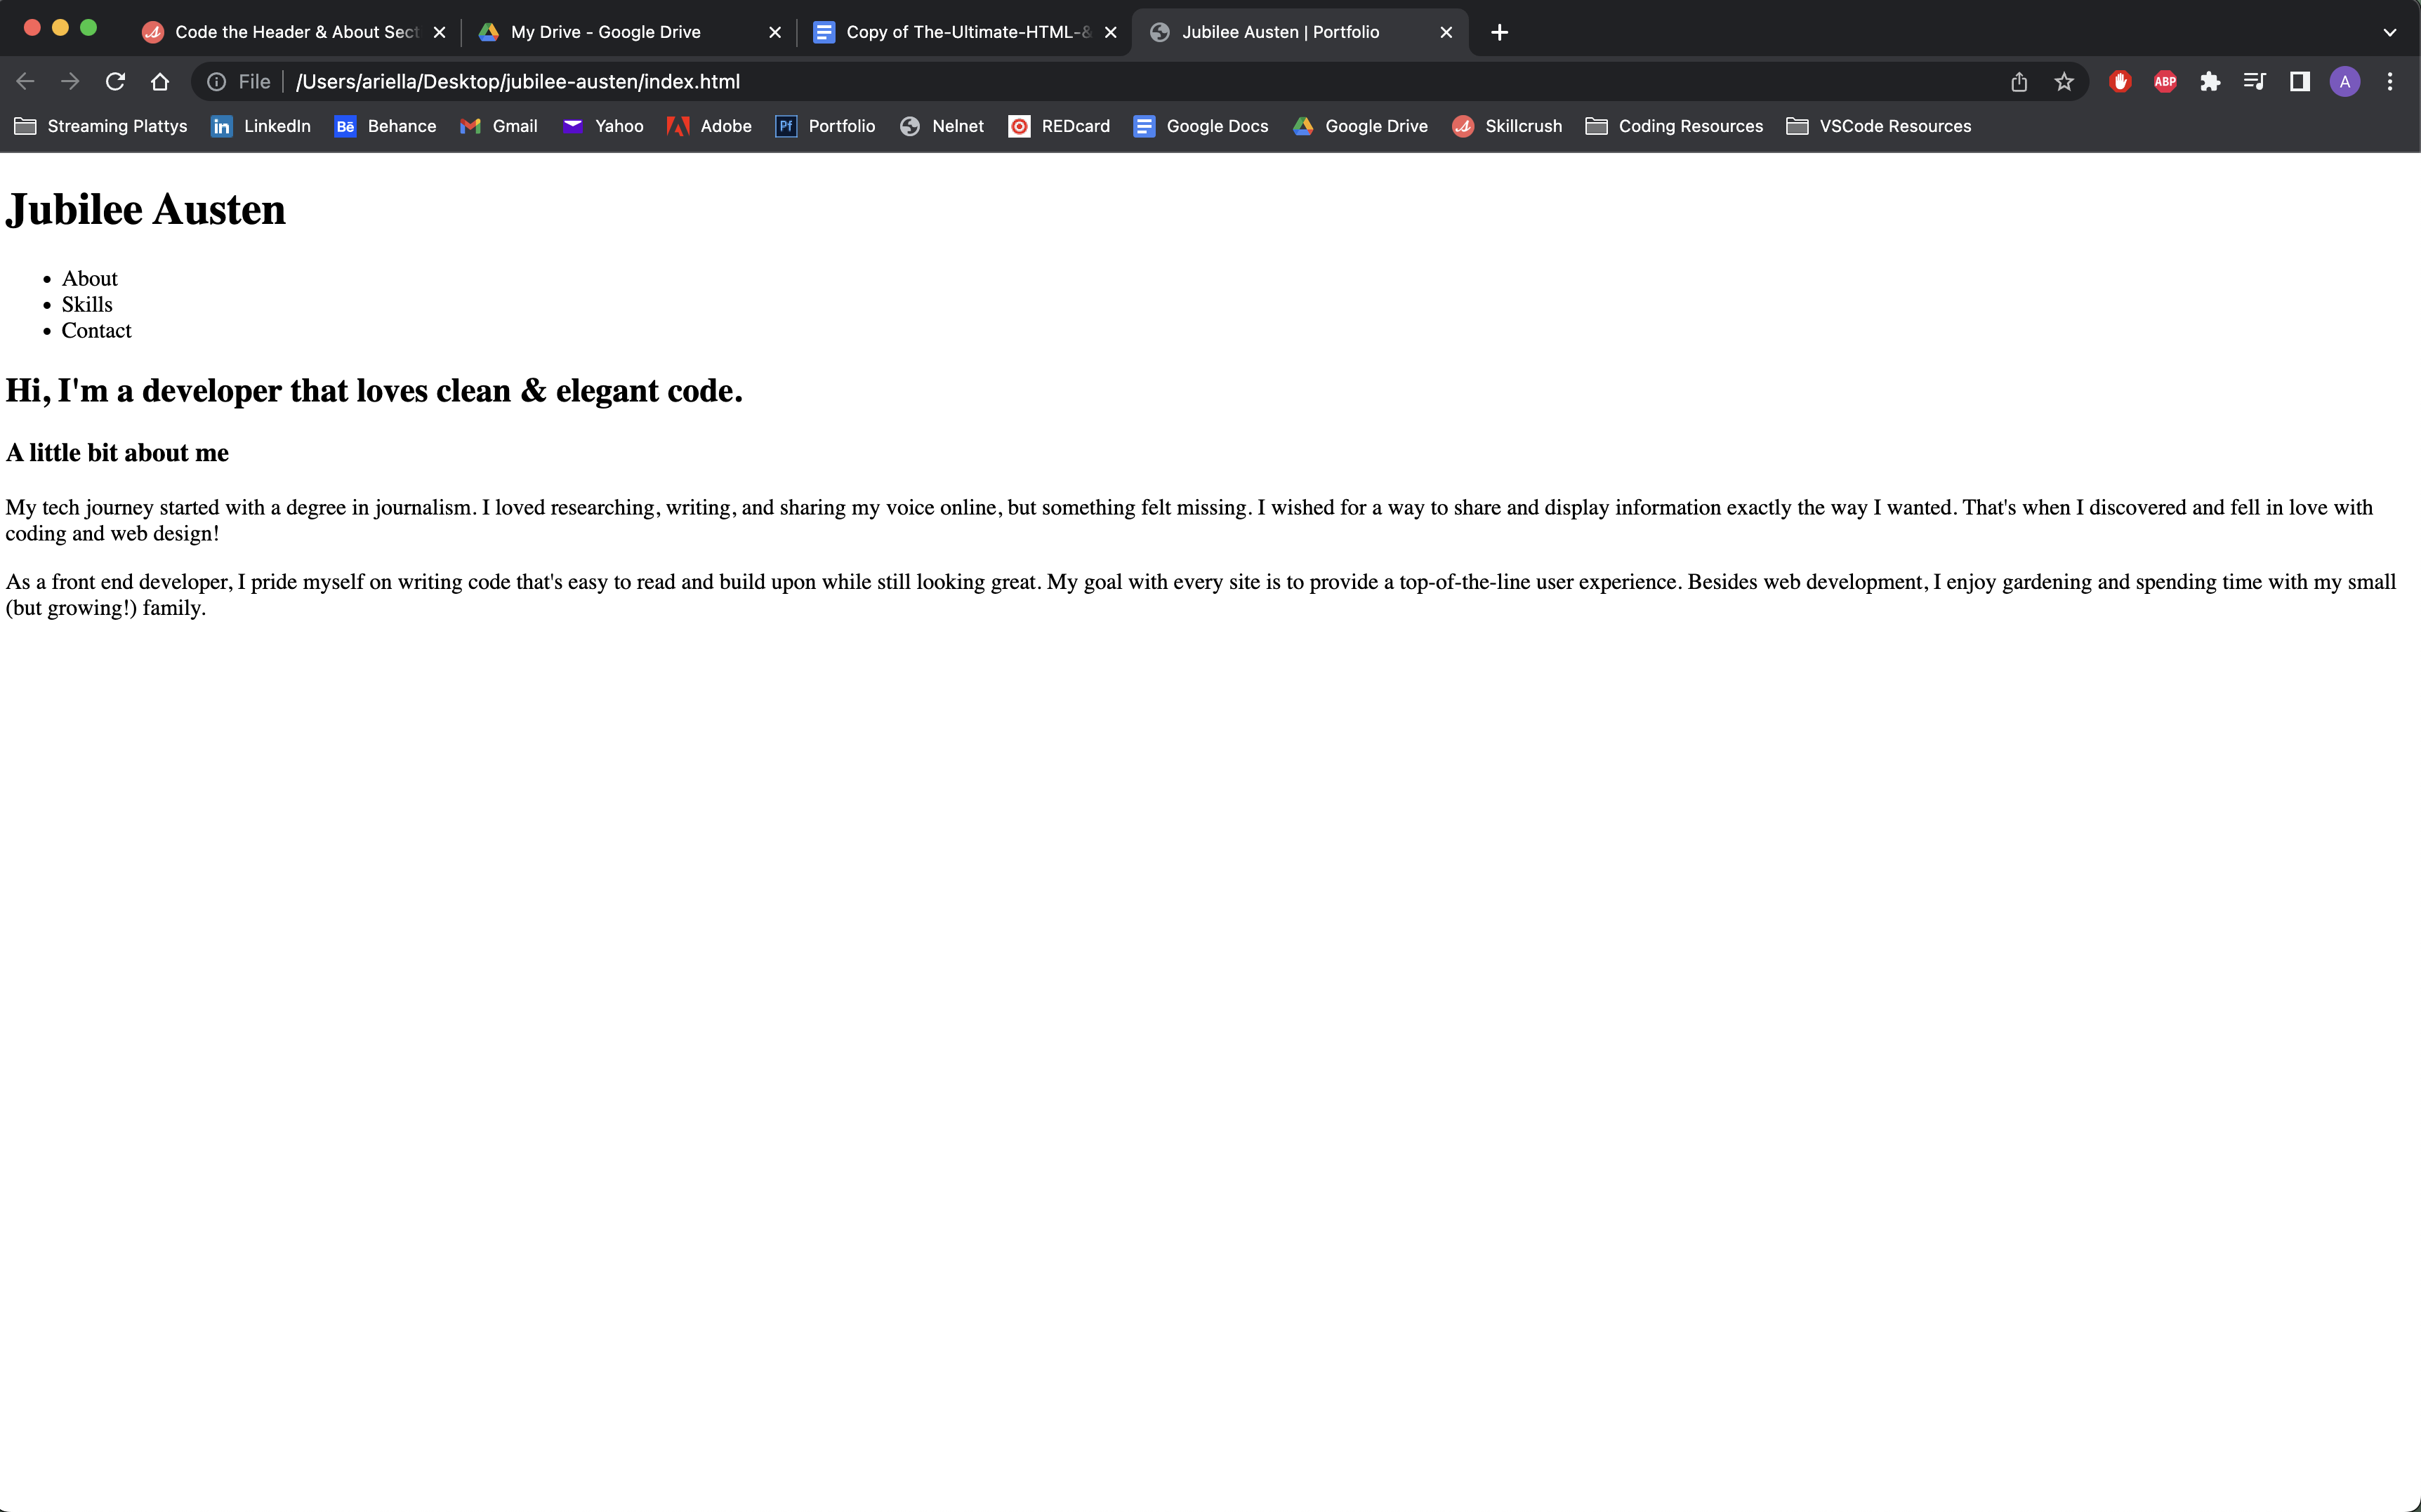 Code the Header & About Sect
My Drive - Google Drive
Copy of The-Ultimate-HTML-&
Jubilee Austen | Portfolio
File /Users/ariella/Desktop/jubilee-austen/index.html
ABP
A
Streaming Plattys
in LinkedIn
Bē Behance
Gmail
Yahoo
Adobe
Pf Portfolio
Nelnet
REDcard
Google Docs
Google Drive
Skillcrush
Coding Resources
VSCode Resources
Jubilee Austen
About
Skills
Contact
Hi, I'm a developer that loves clean & elegant code.
A little bit about me
My tech journey started with a degree in journalism. I loved researching, writing, and sharing my voice online, but something felt missing. I wished for a way to share and display information exactly the way I wanted. That's when I discovered and fell in love with
coding and web design!
As a front end developer, I pride myself on writing code that's easy to read and build upon while still looking great. My goal with every site is to provide a top-of-the-line user experience. Besides web development, I enjoy gardening and spending time with my small
(but growing!) family.